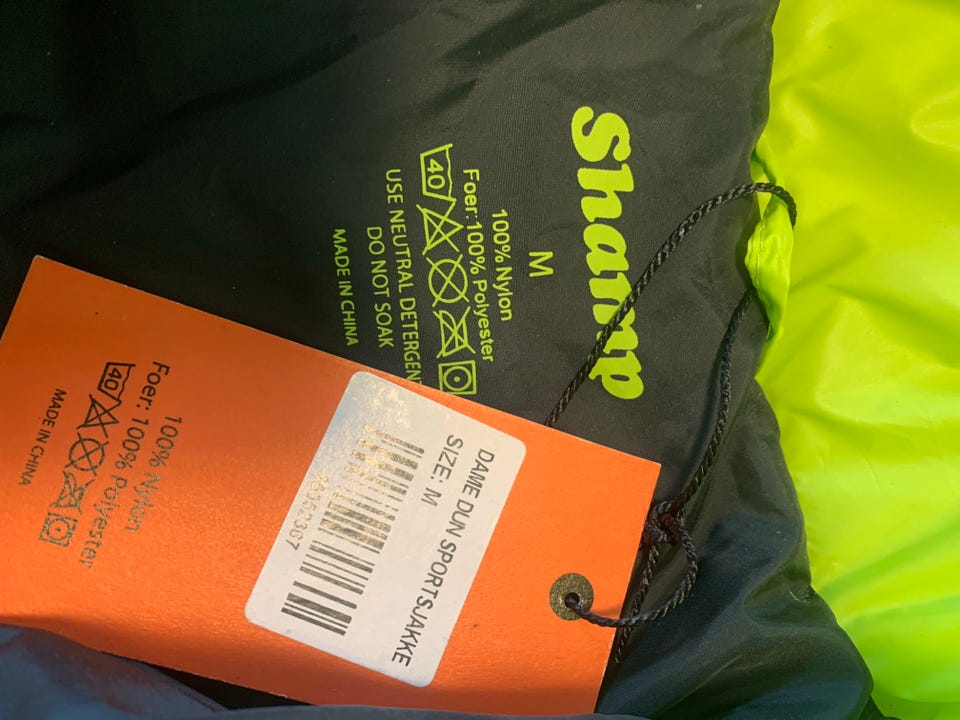 Shamp
M
100% Nylon
Foer:100% Polyester
40
USE NEUTRAL DETERGEN
DO NOT SOAK
MADE IN CHINA
DAME DUN SPORTSJAKKE
SIZE: M
100% Nylon
Foer: 100% Polyester
40
MADE IN CHINA